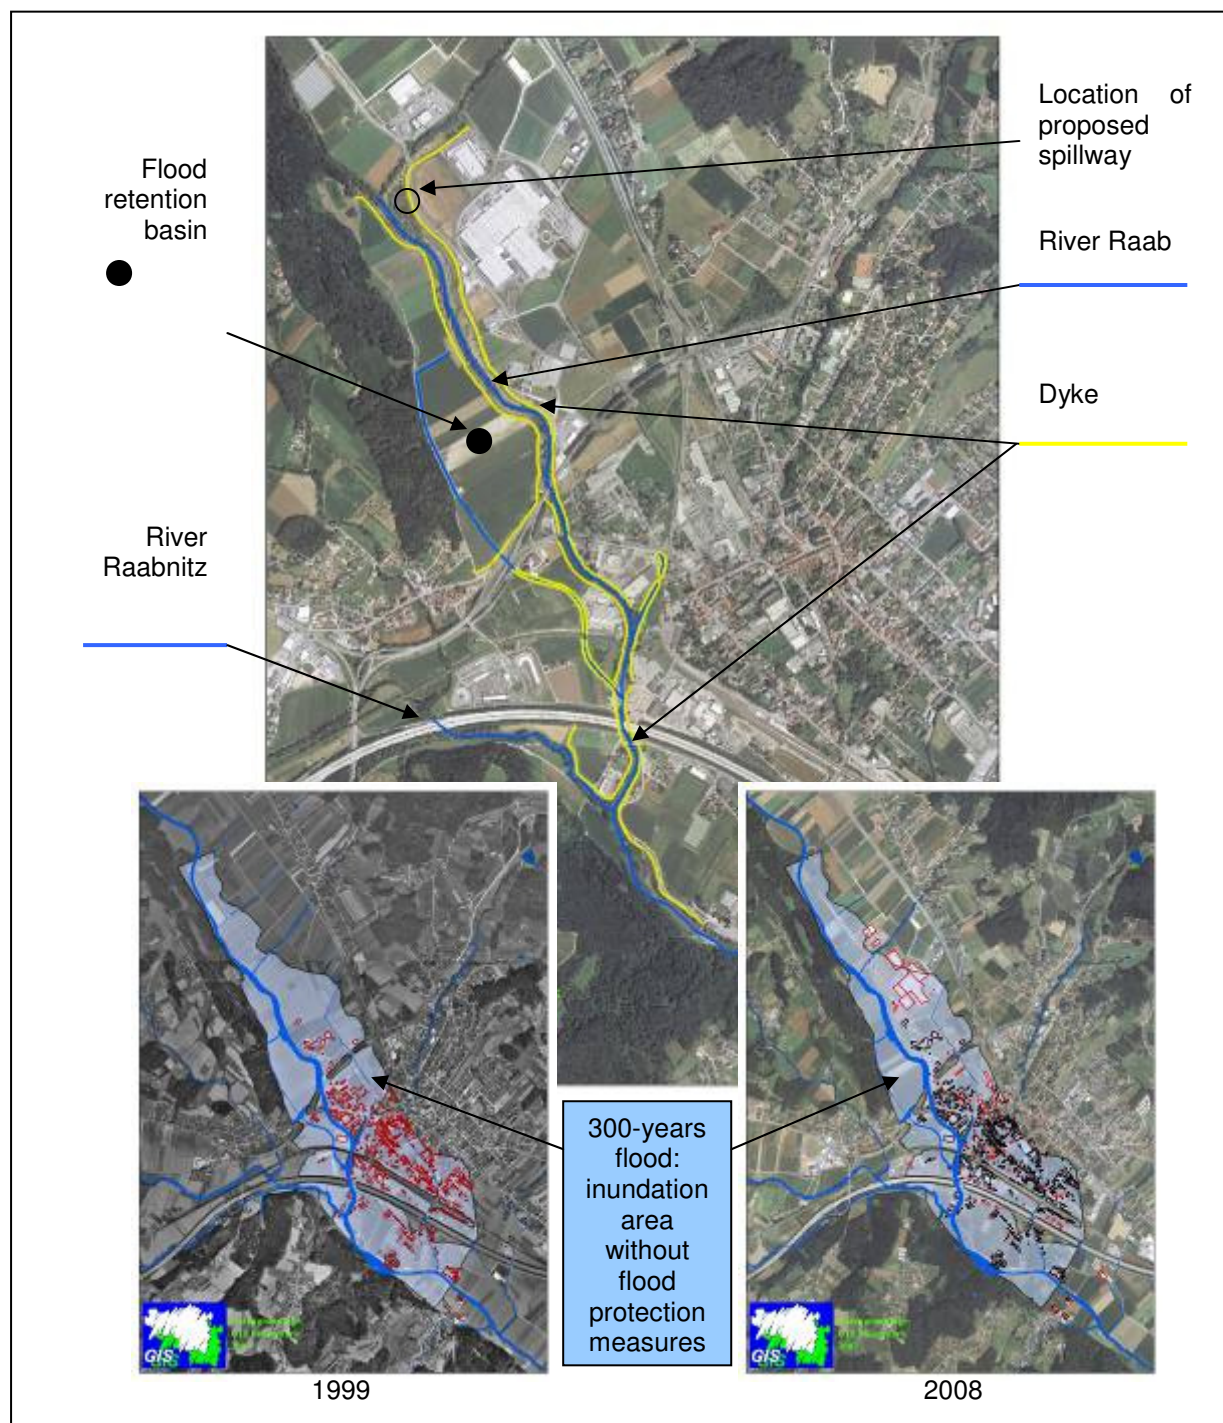 Location of
proposed
spillway
Flood
retention
basin
River Raab
Dyke
River
Raabnitz
300-years
flood:
inundation
area
without
flood
protection
measures
GIS
GIS
1999
2008